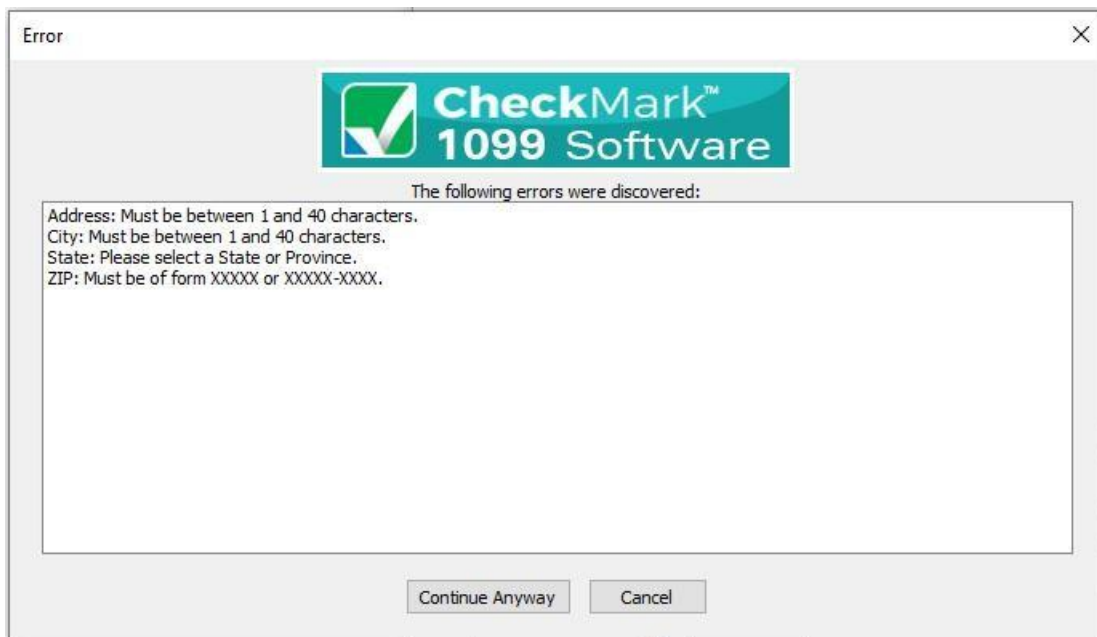 Error
CheckMark™
1099 Software
The following errors were discovered:
Address: Must be between 1 and 40 characters.
City: Must be between 1 and 40 characters.
State: Please select a State or Province.
ZIP: Must be of form XXXXX or XXXXX-XXXX.
Continue Anyway
Cancel